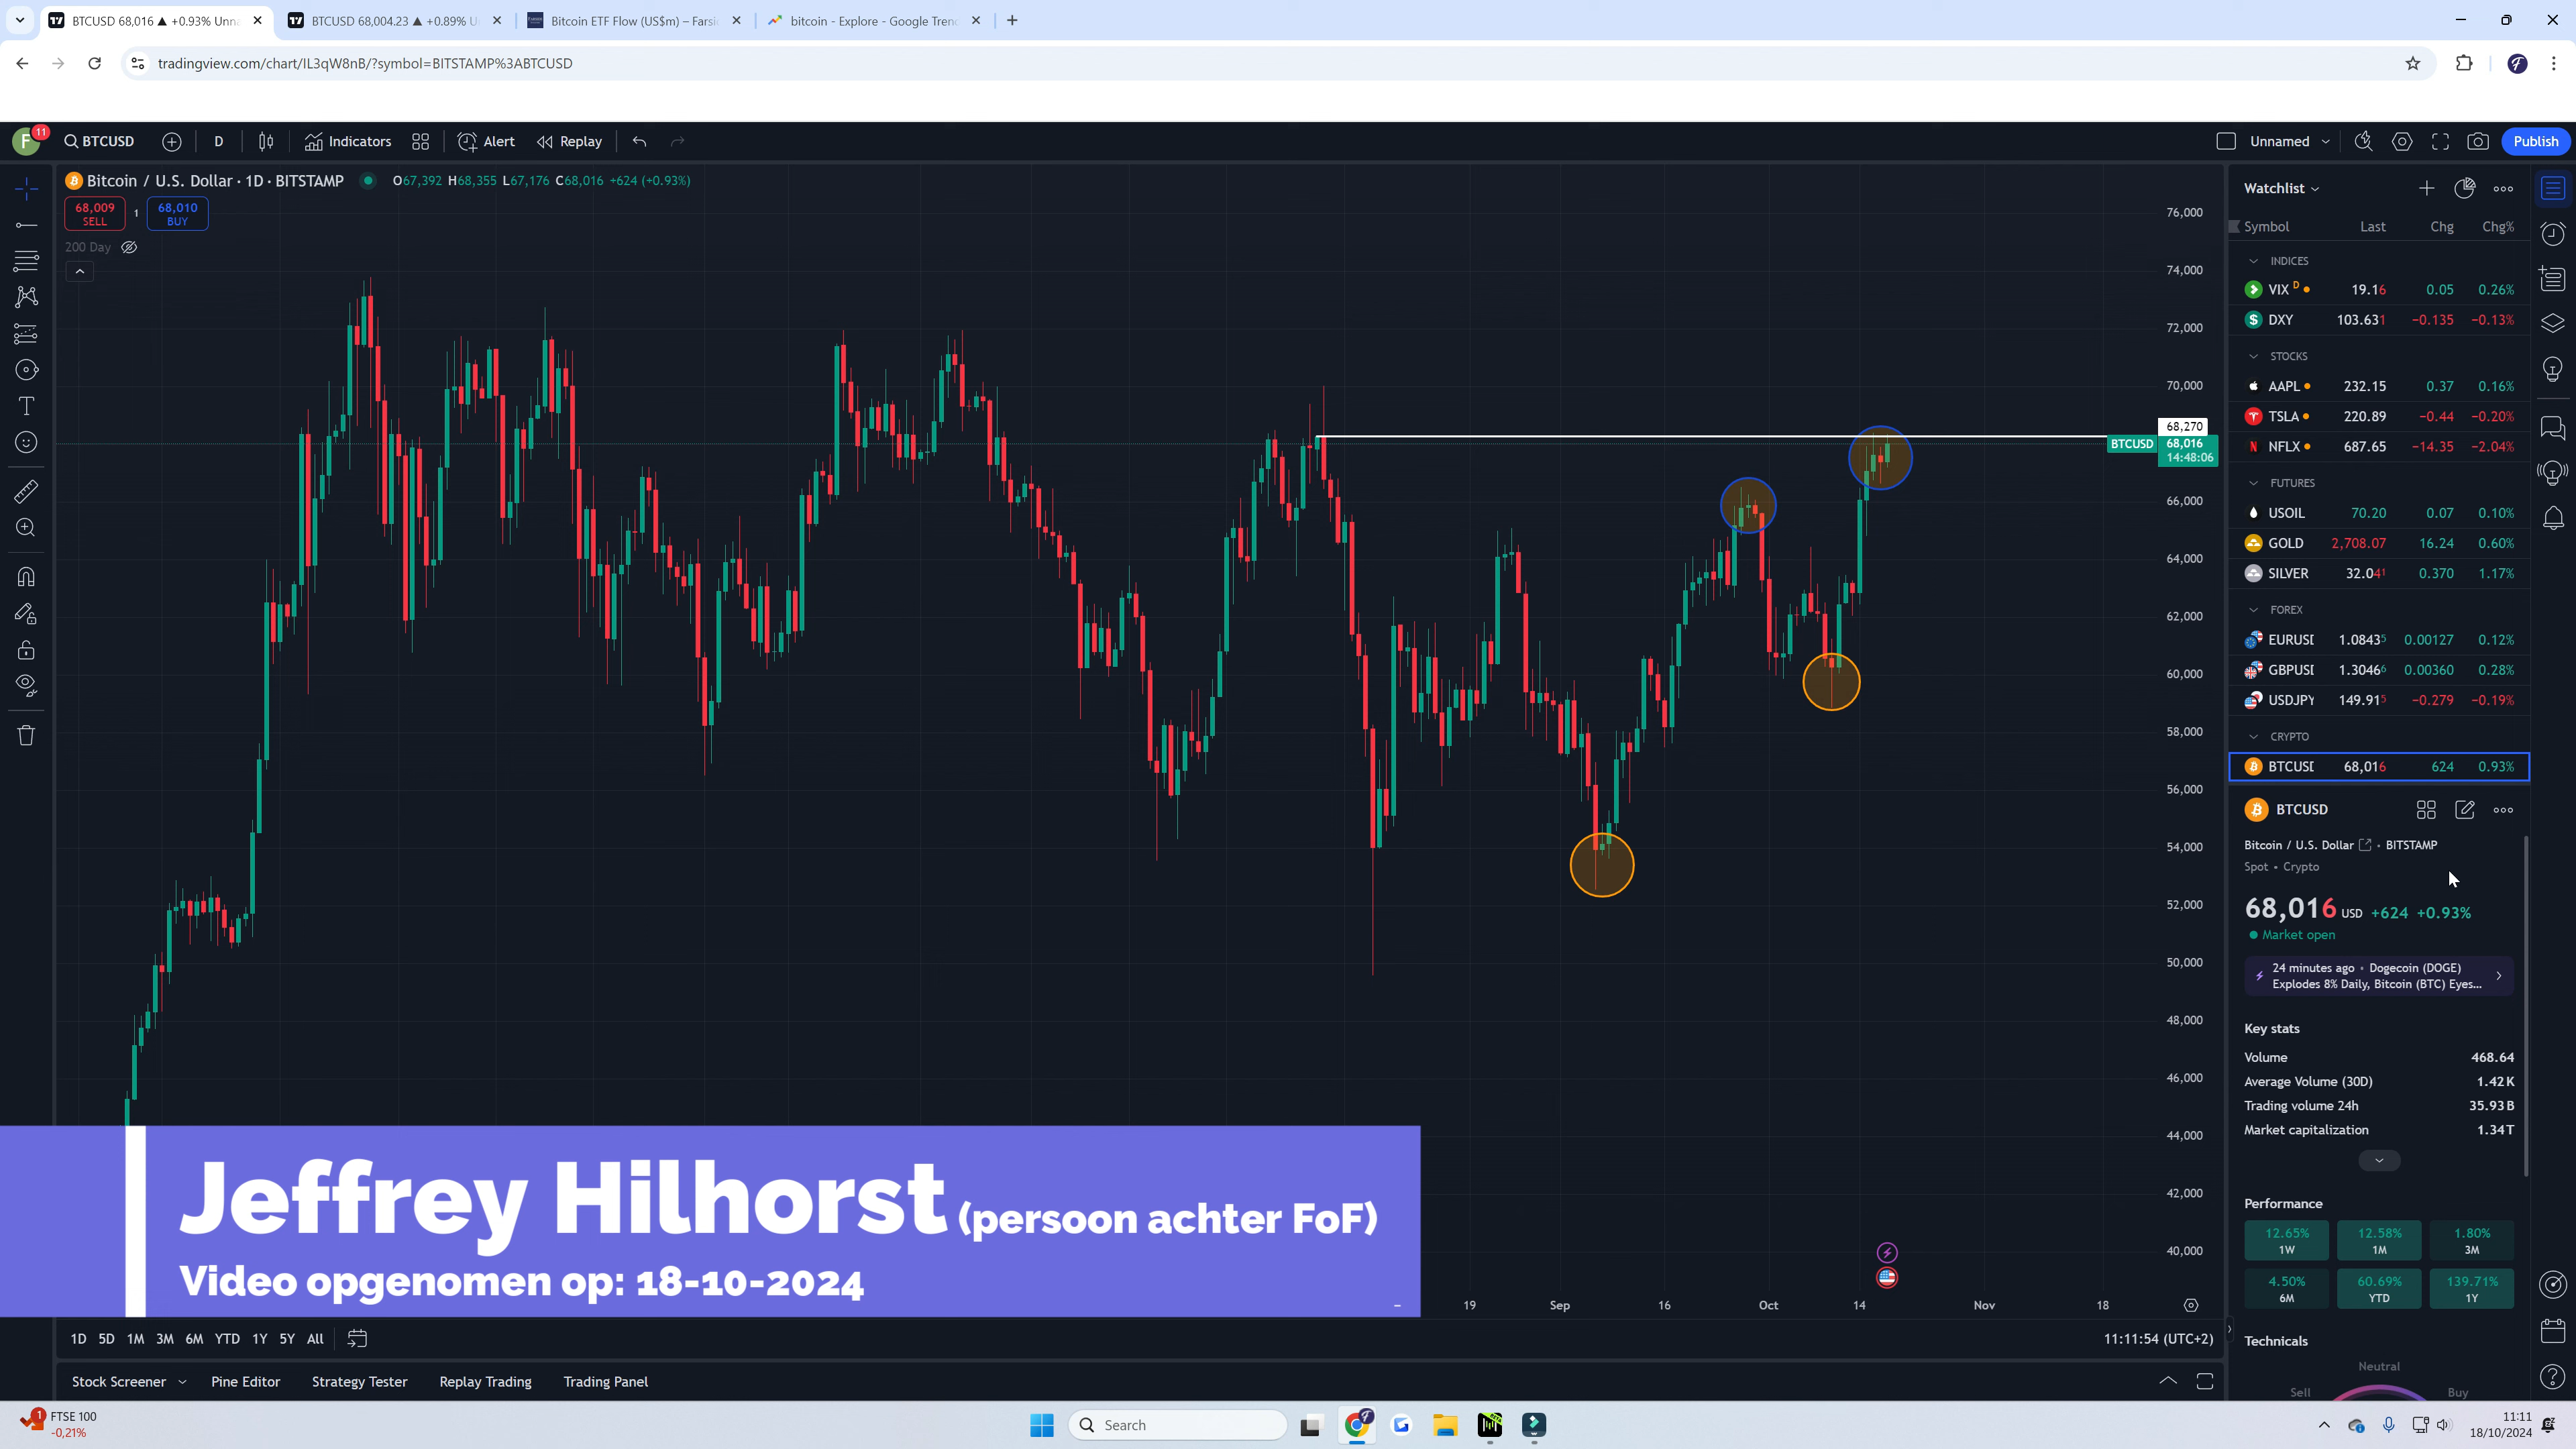 BTCUSD 68,016 ▲ +0.93% Unna
BTCUSD 68,004.23 ▲ +0.89% U
Bitcoin ETF Flow (US$m) – Farsi
bitcoin - Explore - Google Tren
tradingview.com/chart/IL3qW8nB/?symbol=BITSTAMP%3ABTCUSD
F 11 BTCUSD D Indicators Alert Replay Unnamed Publish
Bitcoin / U.S. Dollar · 1D · BITSTAMP O67,392 H68,355 L67,176 C68,016 +624 (+0.93%)
68,009 SELL 1 68,010 BUY
200 Day
76,000
74,000
72,000
70,000
68,270
BTCUSD 68,016
14:48:06
66,000
64,000
62,000
60,000
58,000
56,000
54,000
52,000
50,000
48,000
46,000
44,000
42,000
40,000
19 Sep 16 Oct 14 Nov 18
Watchlist
Symbol Last Chg Chg%
INDICES
VIX D 19.16 0.05 0.26%
DXY 103.631 −0.135 −0.13%
STOCKS
AAPL 232.15 0.37 0.16%
TSLA 220.89 −0.44 −0.20%
NFLX 687.65 −14.35 −2.04%
FUTURES
USOIL 70.20 0.07 0.10%
GOLD 2,708.07 16.24 0.60%
SILVER 32.041 0.370 1.17%
FOREX
EURUSI 1.08435 0.00127 0.12%
GBPUSI 1.30466 0.00360 0.28%
USDJPY 149.915 −0.279 −0.19%
CRYPTO
BTCUSI 68,016 624 0.93%
BTCUSD
Bitcoin / U.S. Dollar · BITSTAMP
Spot · Crypto
68,016 USD +624 +0.93%
Market open
24 minutes ago · Dogecoin (DOGE)
Explodes 8% Daily, Bitcoin (BTC) Eyes...
Key stats
Volume 468.64
Average Volume (30D) 1.42K
Trading volume 24h 35.93B
Market capitalization 1.34T
Performance
12.65% 12.58% 1.80%
1W 1M 3M
4.50% 60.69% 139.71%
6M YTD 1Y
Technicals
Neutral
Sell Buy
Jeffrey Hilhorst (persoon achter FoF)
Video opgenomen op: 18-10-2024
1D 5D 1M 3M 6M YTD 1Y 5Y All
11:11:54 (UTC+2)
Stock Screener Pine Editor Strategy Tester Replay Trading Trading Panel
1 FTSE 100
-0,21%
Search
11:11
18/10/2024